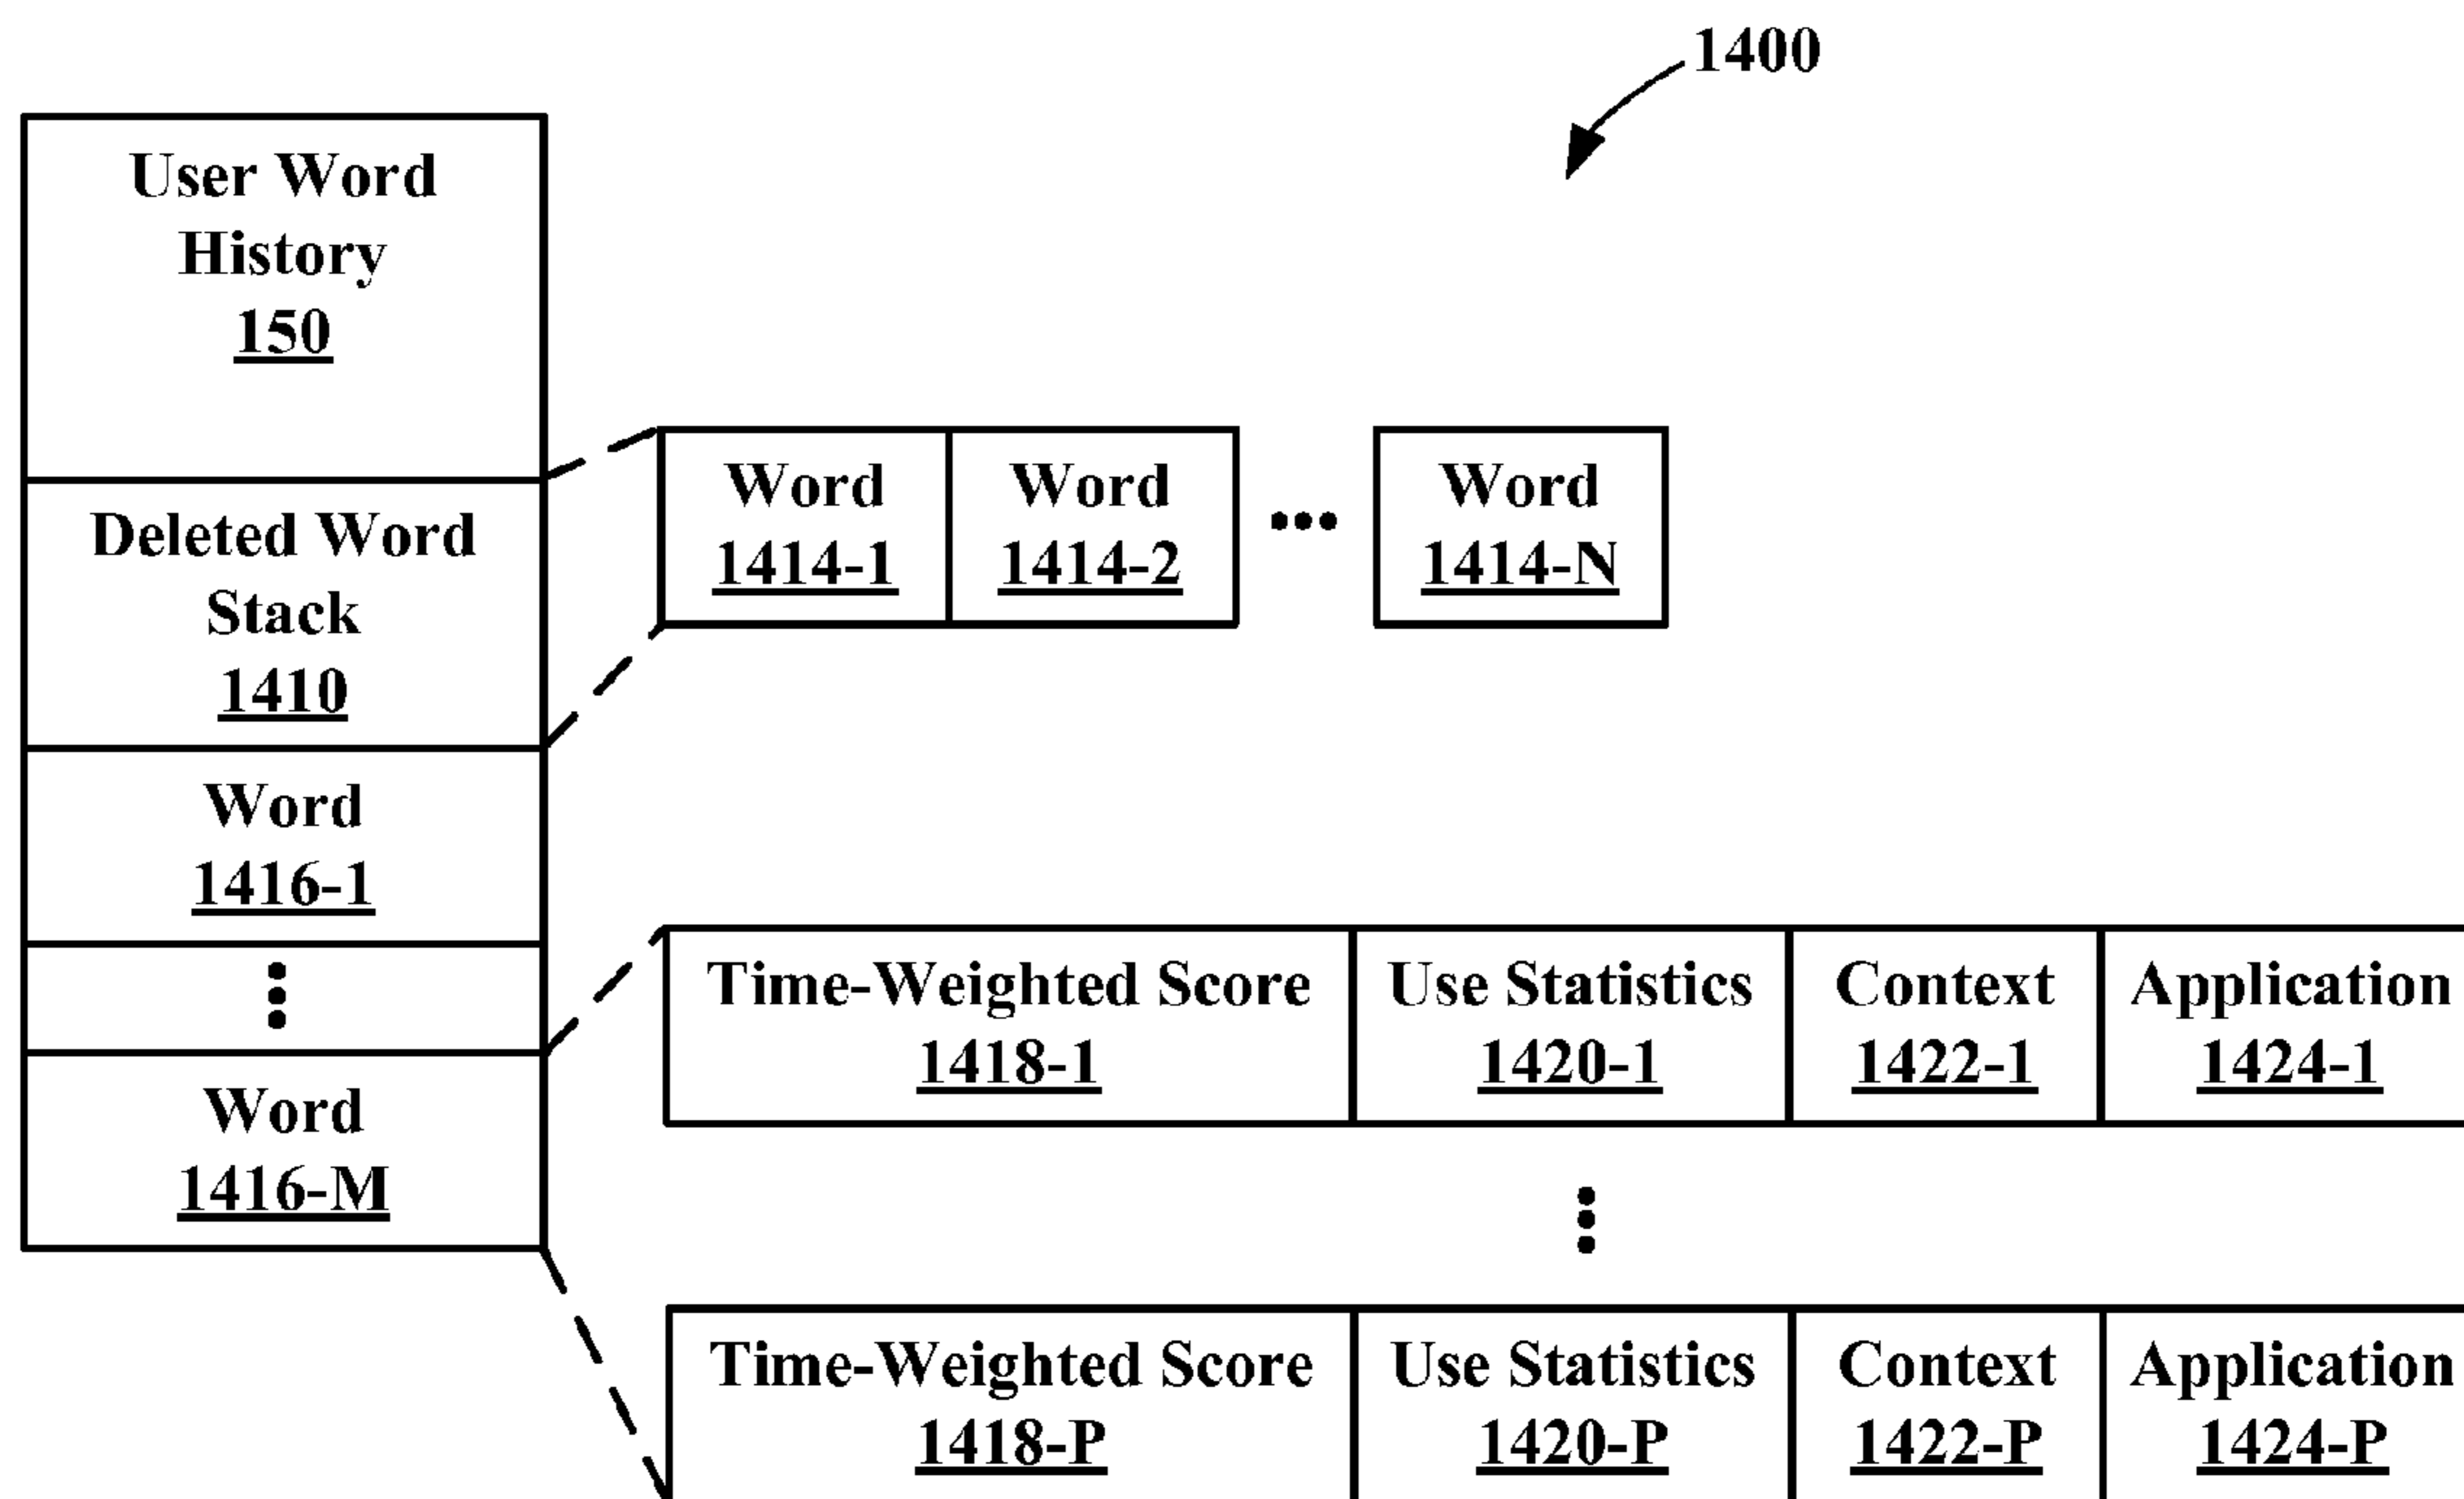 1400
User Word
History
150
Deleted Word
Stack
1410
Word
1414-1
Word
1414-2
...
Word
1414-N
Word
1416-1
Word
1416-M
Time-Weighted Score
1418-1
Use Statistics
1420-1
Context
1422-1
Application
1424-1
Time-Weighted Score
1418-P
Use Statistics
1420-P
Context
1422-P
Application
1424-P